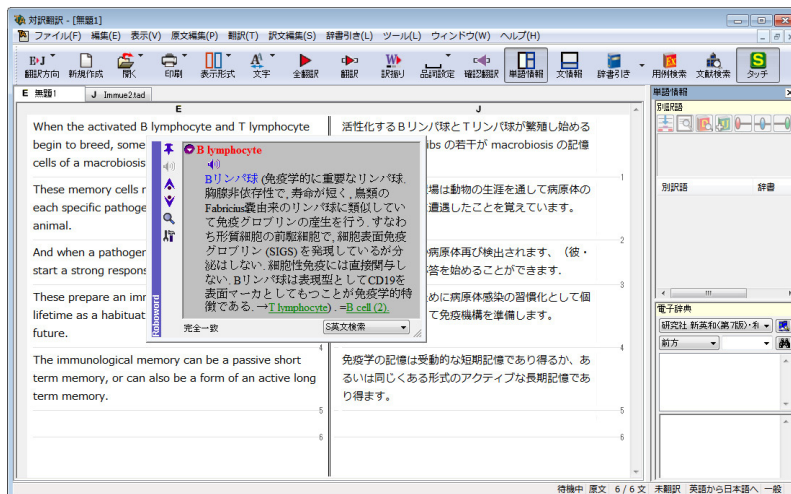 対訳翻訳 - [無題1]
ファイル(F) 編集(E) 表示(V) 原文編集(P) 翻訳(T) 訳文編集(S) 辞書引き(L) ツール(L) ウィンドウ(W) ヘルプ(H)
翻訳方向 新規作成 開く 印刷 表示形式 文字 全翻訳 翻訳 訳振り 品詞設定 確認翻訳 単語情報 文情報 辞書引き 用例検索 文献検索 タッチ
E 無題1 J Immue2.tad
単語情報
E J
別訳語
When the activated B lymphocyte and T lymphocyte
begin to breed, some
cells of a macrobiosis
活性化するBリンパ球とTリンパ球が繁殖し始める
ibs の若干が macrobiosis の記憶
1
These memory cells r
each specific pathoge
animal.
場は動物の生涯を通して病原体の
遭遇したことを覚えています。
2
And when a pathogen
start a strong respons
病原体再び検出されます、（彼・
答を始めることができます.
3
These prepare an imm
lifetime as a habituat
future.
めに病原体感染の習慣化として個
て免疫機構を準備します。
4
4
The immunological memory can be a passive short
term memory, or can also be a form of an active long
term memory.
免疫学の記憶は受動的な短期記憶であり得るか、あ
るいは同じくある形式のアクティブな長期記憶であ
り得ます。
5
5
6
6
B lymphocyte
Bリンパ球 (免疫学的に重要なリンパ球.
胸腺非依存性で, 寿命が短く, 鳥類の
Fabricius嚢由来のリンパ球に類似してい
て免疫グロブリンの産生を行う. すなわ
ち形質細胞の前駆細胞で, 細胞表面免疫
グロブリン (SIGS) を発現しているが分
泌はしない. 細胞性免疫には直接関与し
ない. Bリンパ球は表現型としてCD19を
表面マーカとしてもつことが免疫学的特
徴である. →T lymphocyte) . =B cell (2).
Roboword
完全一致 S英文検索
別訳語 辞書
電子辞典
研究社 新英和(第7版)・和
前方
待機中 原文 6 / 6 文 未翻訳 英語から日本語へ 一般